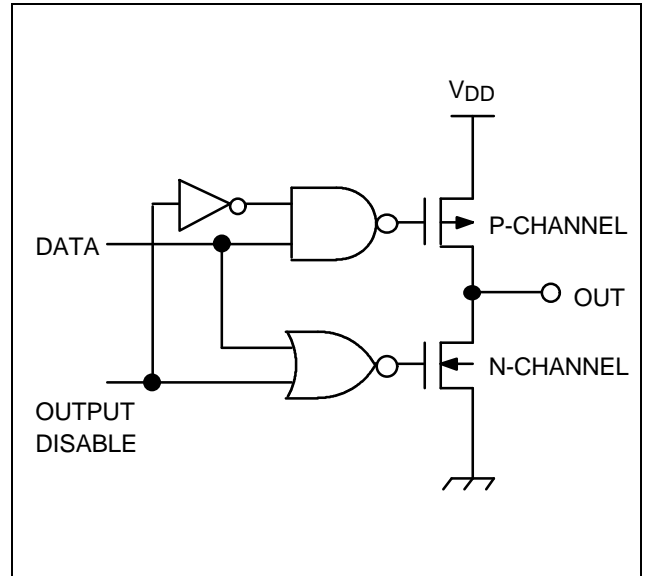 VDD
P-CHANNEL
DATA
OUT
N-CHANNEL
OUTPUT
DISABLE